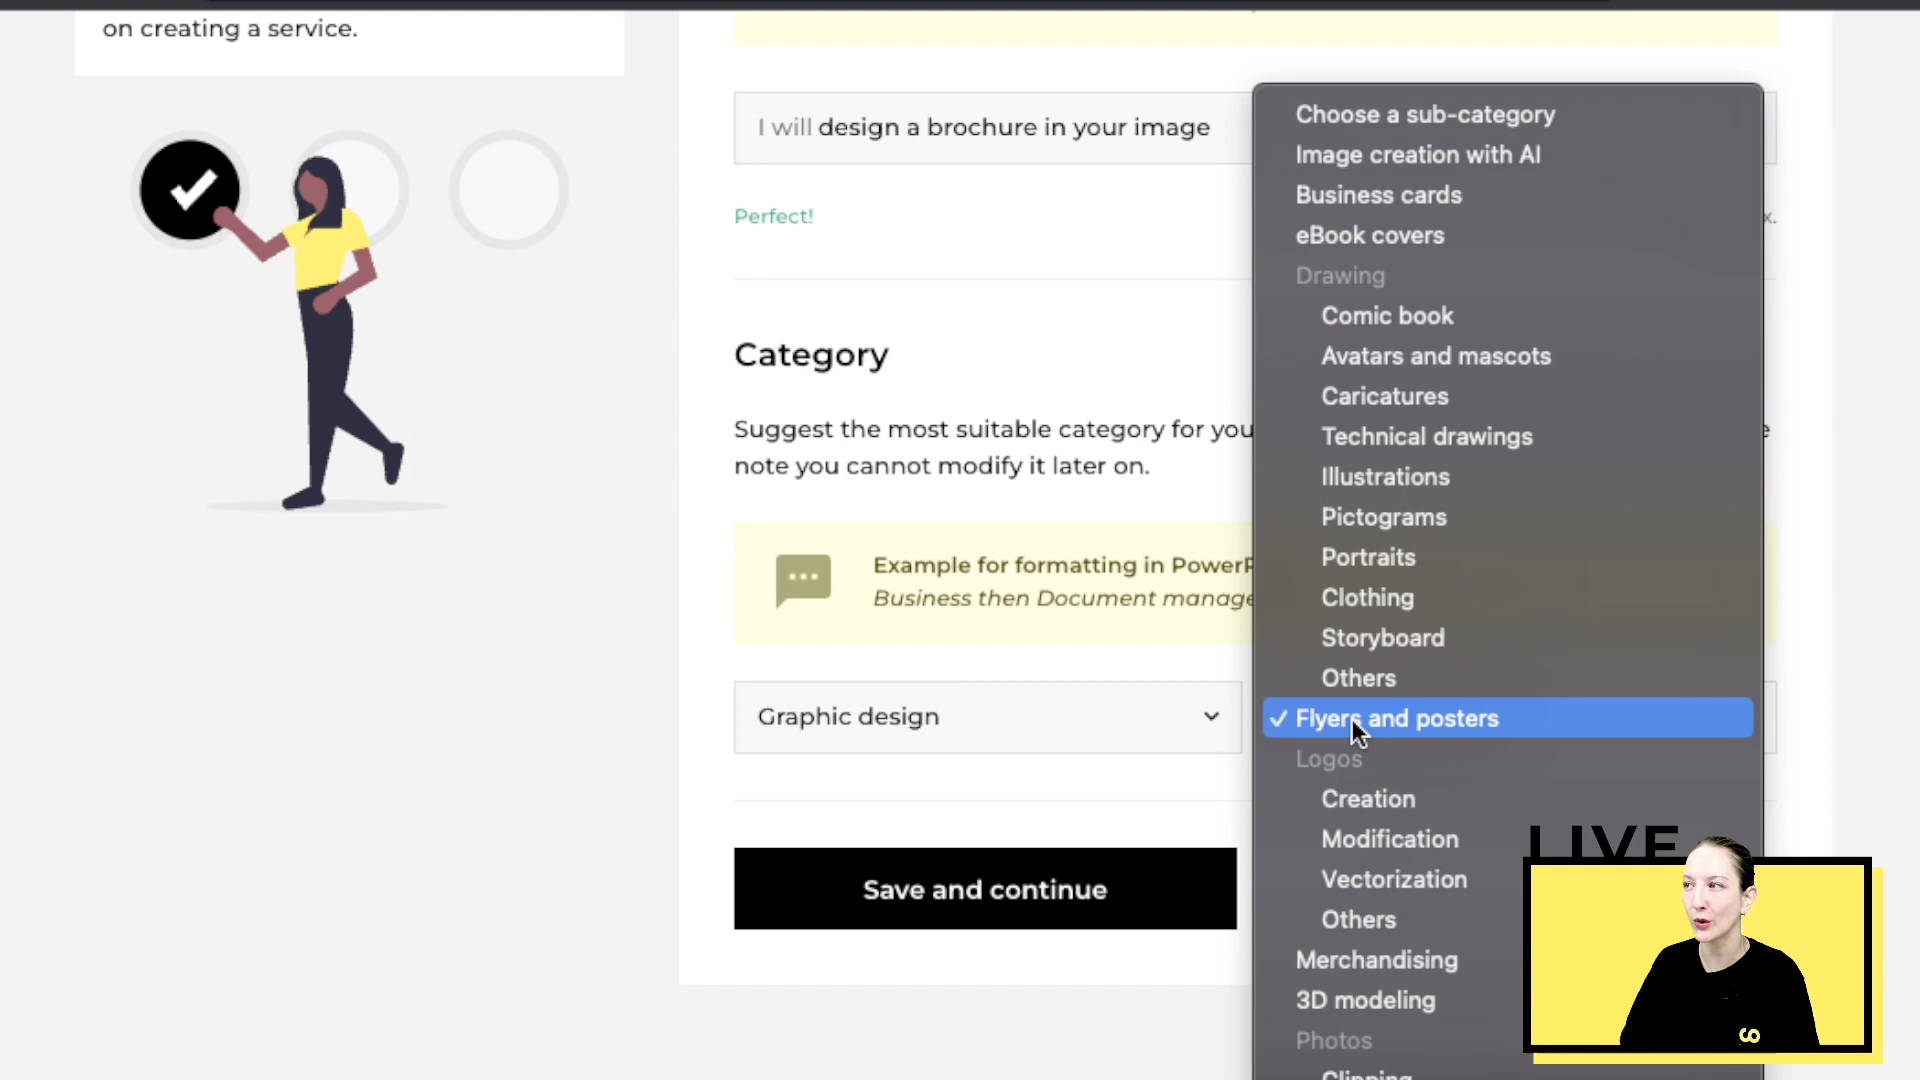 on creating a service.
I will design a brochure in your image
Perfect!
x.
Category
Suggest the most suitable category for you
e
note you cannot modify it later on.
Example for formatting in PowerP
Business then Document manage
Graphic design
Save and continue
Choose a sub-category
Image creation with AI
Business cards
eBook covers
Drawing
Comic book
Avatars and mascots
Caricatures
Technical drawings
Illustrations
Pictograms
Portraits
Clothing
Storyboard
Others
✓ Flyers and posters
Logos
Creation
Modification
Vectorization
Others
Merchandising
3D modeling
Photos
Clipping
LIVE